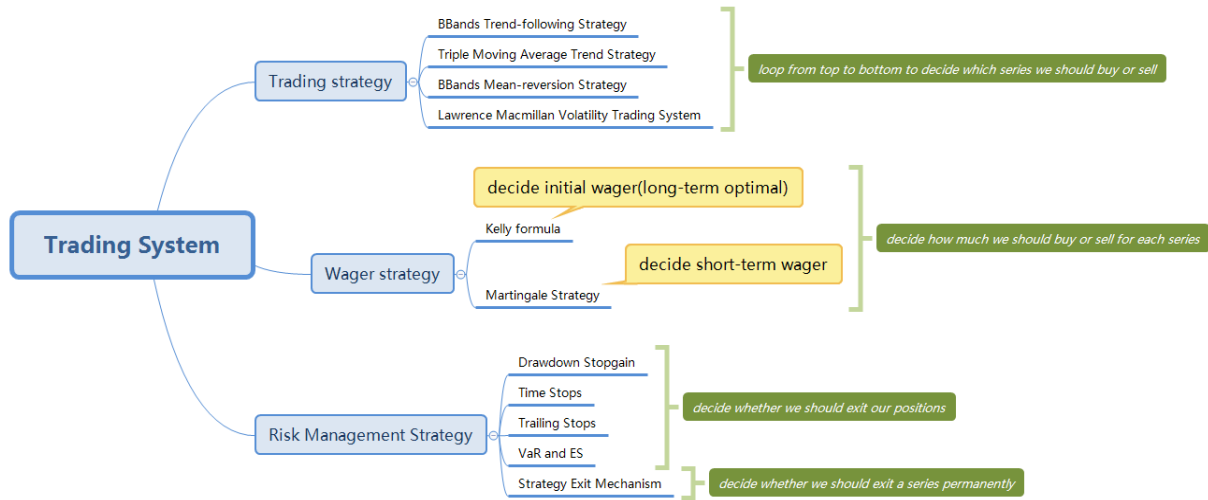 BBands Trend-following Strategy
Triple Moving Average Trend Strategy
Trading strategy
BBands Mean-reversion Strategy
Lawrence Macmillan Volatility Trading System
loop from top to bottom to decide which series we should buy or sell
Trading System
decide initial wager(long-term optimal)
Kelly formula
Wager strategy
decide short-term wager
Martingale Strategy
decide how much we should buy or sell for each series
Drawdown Stopgain
Time Stops
Risk Management Strategy
Trailing Stops
VaR and ES
decide whether we should exit our positions
Strategy Exit Mechanism
decide whether we should exit a series permanently